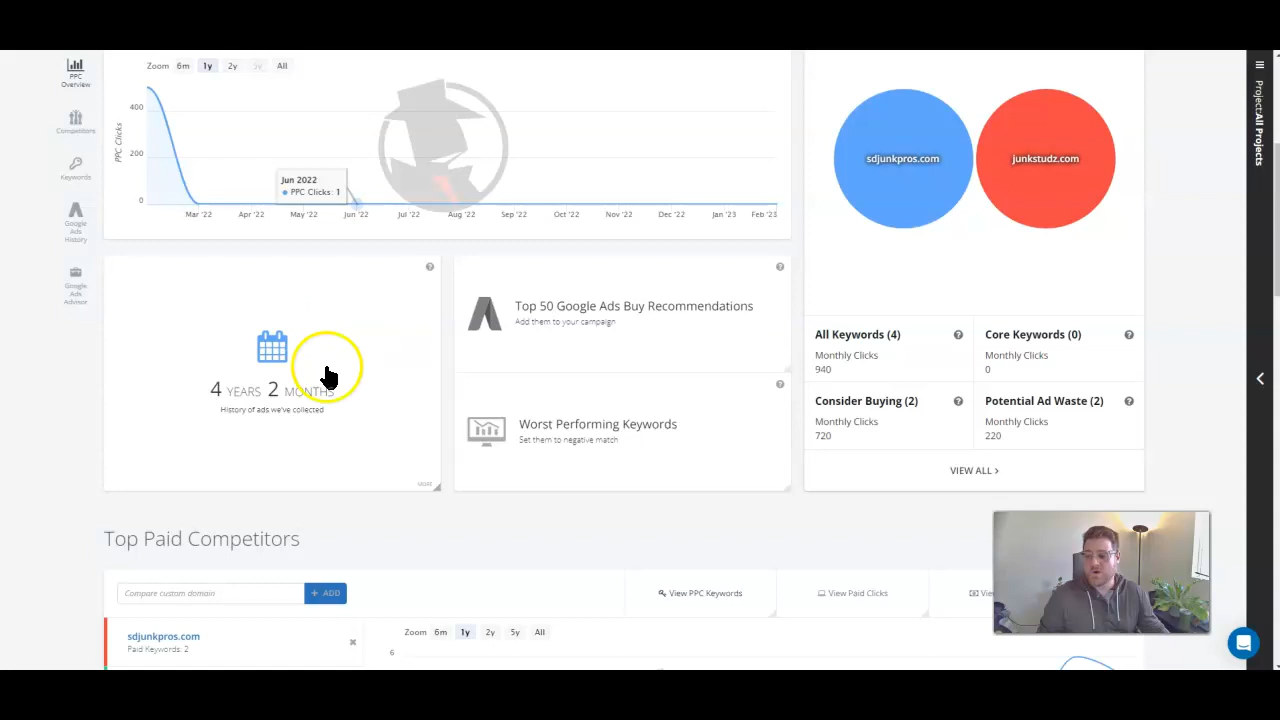 PPC
Overview
Competitors
Keywords
Google
Ads
History
Google
Ads
Advisor
Zoom 6m 1y 2y 5y All
PPC Clicks
400
200
0
Jun 2022
PPC Clicks: 1
Mar '22 Apr '22 May '22 Jun '22 Jul '22 Aug '22 Sep '22 Oct '22 Nov '22 Dec '22 Jan '23 Feb '23
sdjunkpros.com
junkstudz.com
4 YEARS 2 MONTHS
History of ads we've collected
MORE
Top 50 Google Ads Buy Recommendations
Add them to your campaign
Worst Performing Keywords
Set them to negative match
All Keywords (4)
Monthly Clicks
940
Core Keywords (0)
Monthly Clicks
0
Consider Buying (2)
Monthly Clicks
720
Potential Ad Waste (2)
Monthly Clicks
220
VIEW ALL >
Project: All Projects
Top Paid Competitors
Compare custom domain
+ ADD
View PPC Keywords
View Paid Clicks
sdjunkpros.com
Paid Keywords: 2
Zoom 6m 1y 2y 5y All
6